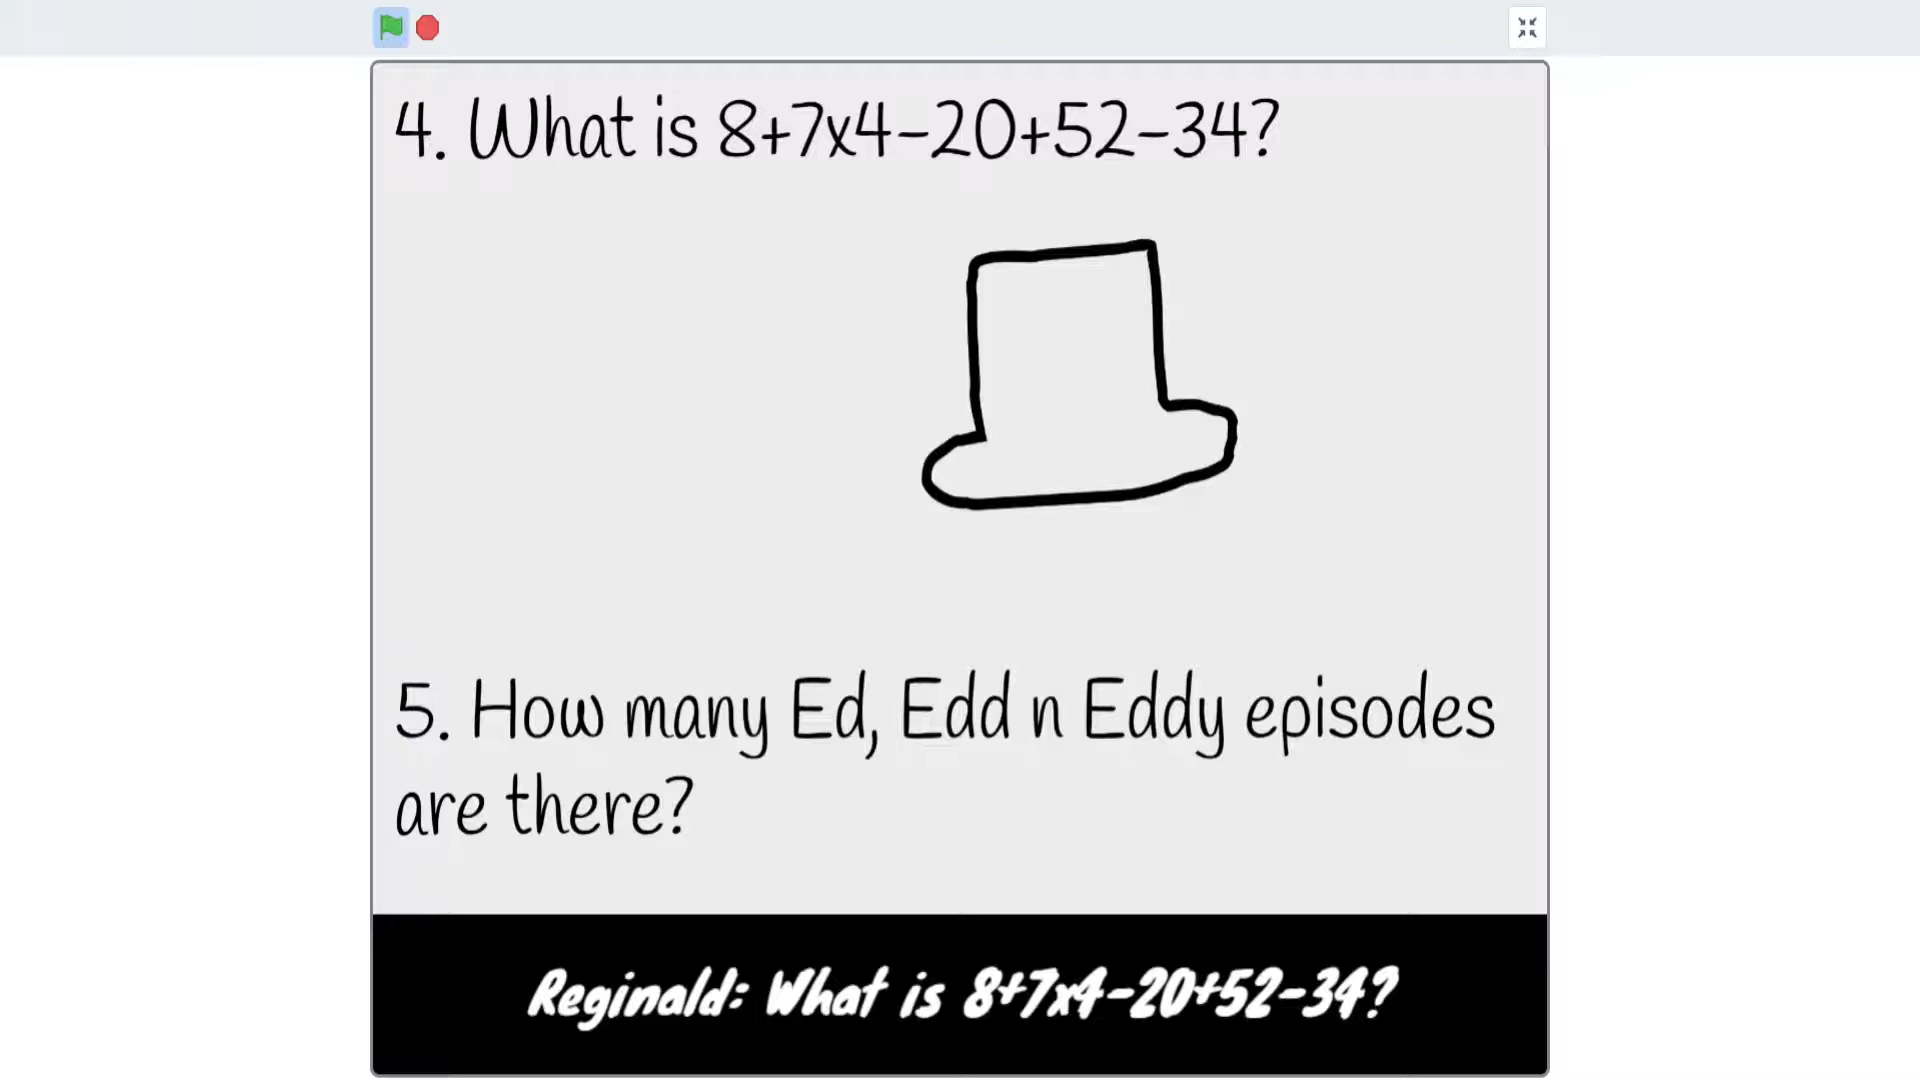 4. What is 8+7x4-20+52-34?
5. How many Ed, Edd n Eddy episodes
are there?
Reginald: What is 8+7x4-20+52-34?